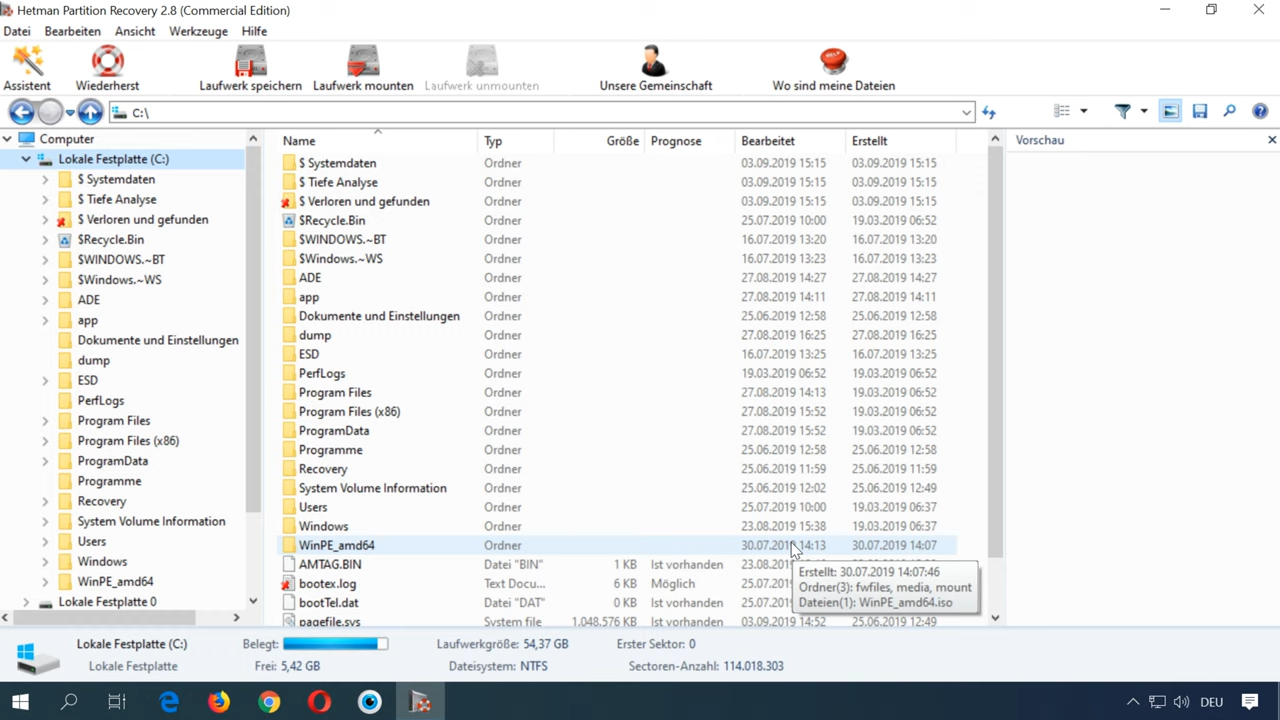 Hetman Partition Recovery 2.8 (Commercial Edition)
Datei Bearbeiten Ansicht Werkzeuge Hilfe
Assistent Wiederherst Laufwerk speichern Laufwerk mounten Laufwerk unmounten Unsere Gemeinschaft HELP Wo sind meine Dateien
C:\
Computer
Lokale Festplatte (C:)
$ Systemdaten
$ Tiefe Analyse
$ Verloren und gefunden
$Recycle.Bin
$WINDOWS.~BT
$Windows.~WS
ADE
app
Dokumente und Einstellungen
dump
ESD
PerfLogs
Program Files
Program Files (x86)
ProgramData
Programme
Recovery
System Volume Information
Users
Windows
WinPE_amd64
Lokale Festplatte 0
Name Typ Größe Prognose Bearbeitet Erstellt
$ Systemdaten Ordner 03.09.2019 15:15 03.09.2019 15:15
$ Tiefe Analyse Ordner 03.09.2019 15:15 03.09.2019 15:15
$ Verloren und gefunden Ordner 03.09.2019 15:15 03.09.2019 15:15
$Recycle.Bin Ordner 25.07.2019 10:00 19.03.2019 06:52
$WINDOWS.~BT Ordner 16.07.2019 13:20 16.07.2019 13:20
$Windows.~WS Ordner 16.07.2019 13:23 16.07.2019 13:23
ADE Ordner 27.08.2019 14:27 27.08.2019 14:27
app Ordner 27.08.2019 14:11 27.08.2019 14:11
Dokumente und Einstellungen Ordner 25.06.2019 12:58 25.06.2019 12:58
dump Ordner 27.08.2019 16:25 27.08.2019 16:25
ESD Ordner 16.07.2019 13:25 16.07.2019 13:25
PerfLogs Ordner 19.03.2019 06:52 19.03.2019 06:52
Program Files Ordner 27.08.2019 14:13 19.03.2019 06:52
Program Files (x86) Ordner 27.08.2019 15:52 19.03.2019 06:52
ProgramData Ordner 27.08.2019 15:52 19.03.2019 06:52
Programme Ordner 25.06.2019 12:58 25.06.2019 12:58
Recovery Ordner 25.06.2019 11:59 25.06.2019 11:59
System Volume Information Ordner 25.06.2019 12:02 25.06.2019 12:49
Users Ordner 25.07.2019 10:00 19.03.2019 06:37
Windows Ordner 23.08.2019 15:38 19.03.2019 06:37
WinPE_amd64 Ordner 30.07.2019 14:13 30.07.2019 14:07
AMTAG.BIN Datei "BIN" 1 KB Ist vorhanden 23.08.2019
bootex.log Text Docu... 6 KB Möglich 25.07.2019
bootTel.dat Datei "DAT" 0 KB Ist vorhanden 25.07.2019
pagefile.sys System file 1.048.576 KB Ist vorhanden 03.09.2019 14:52 25.06.2019 12:49
Erstellt: 30.07.2019 14:07:46
Ordner(3): fwfiles, media, mount
Dateien(1): WinPE_amd64.iso
Vorschau
Lokale Festplatte (C:) Belegt: Laufwerkgröße: 54,37 GB Erster Sektor: 0
Lokale Festplatte Frei: 5,42 GB Dateisystem: NTFS Sectoren-Anzahl: 114.018.303
DEU